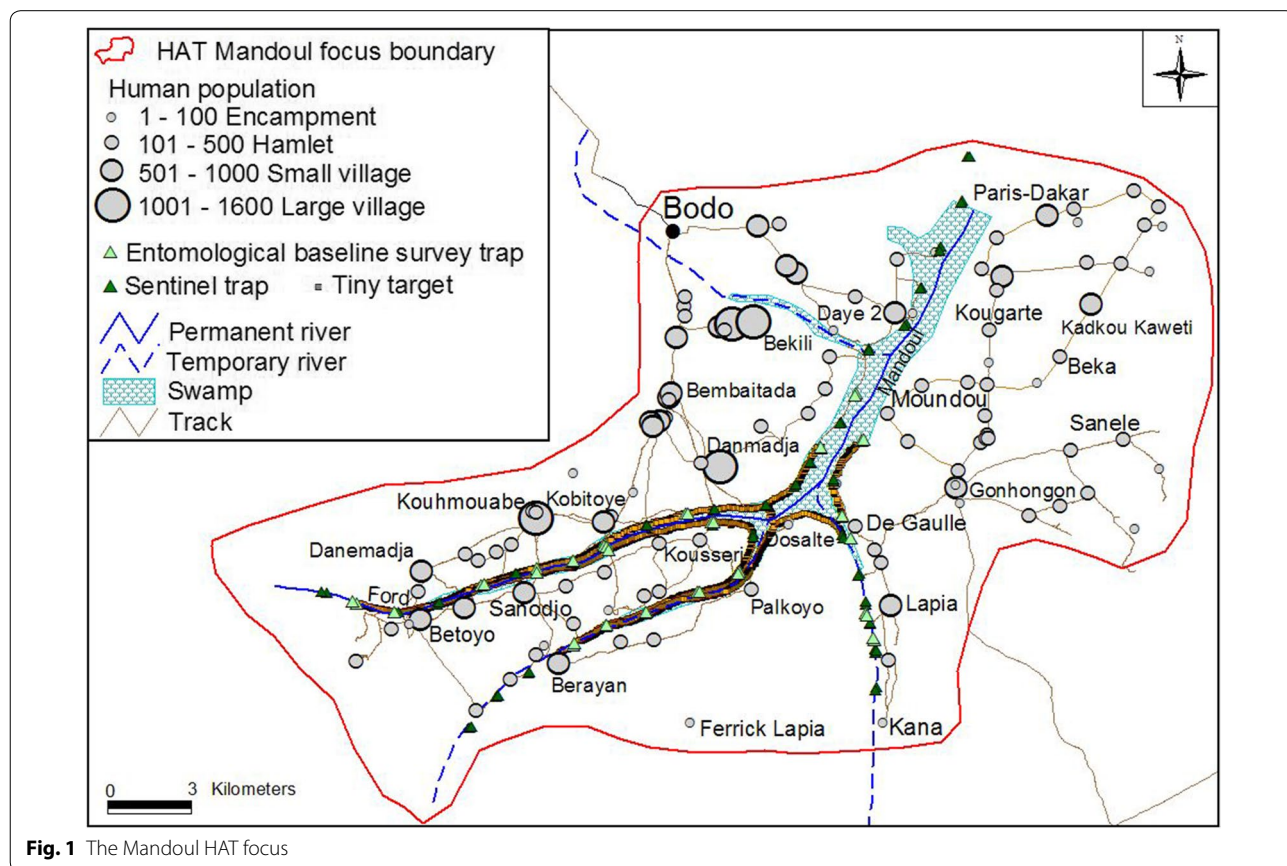 N
HAT Mandoul focus boundary
Human population
1 - 100 Encampment
101 - 500 Hamlet
501 - 1000 Small village
1001 - 1600 Large village
Entomological baseline survey trap
Sentinel trap Tiny target
Permanent river
Temporary river
Swamp
Track
Paris-Dakar
Bodo
Daye 2
Kougarte
Kadkou Kaweti
Bekili
Mandoul
Beka
Bembaitada
Moundou
Sanele
Danmadja
Kouhmouabe
Kobitoye
Gonhongon
De Gaulle
Dosalte
Danemadja
Kousseri
Ford
Sanodjo
Palkoyo
Lapia
Betoyo
Berayan
Ferrick Lapia
Kana
0 3 Kilometers
Fig. 1 The Mandoul HAT focus